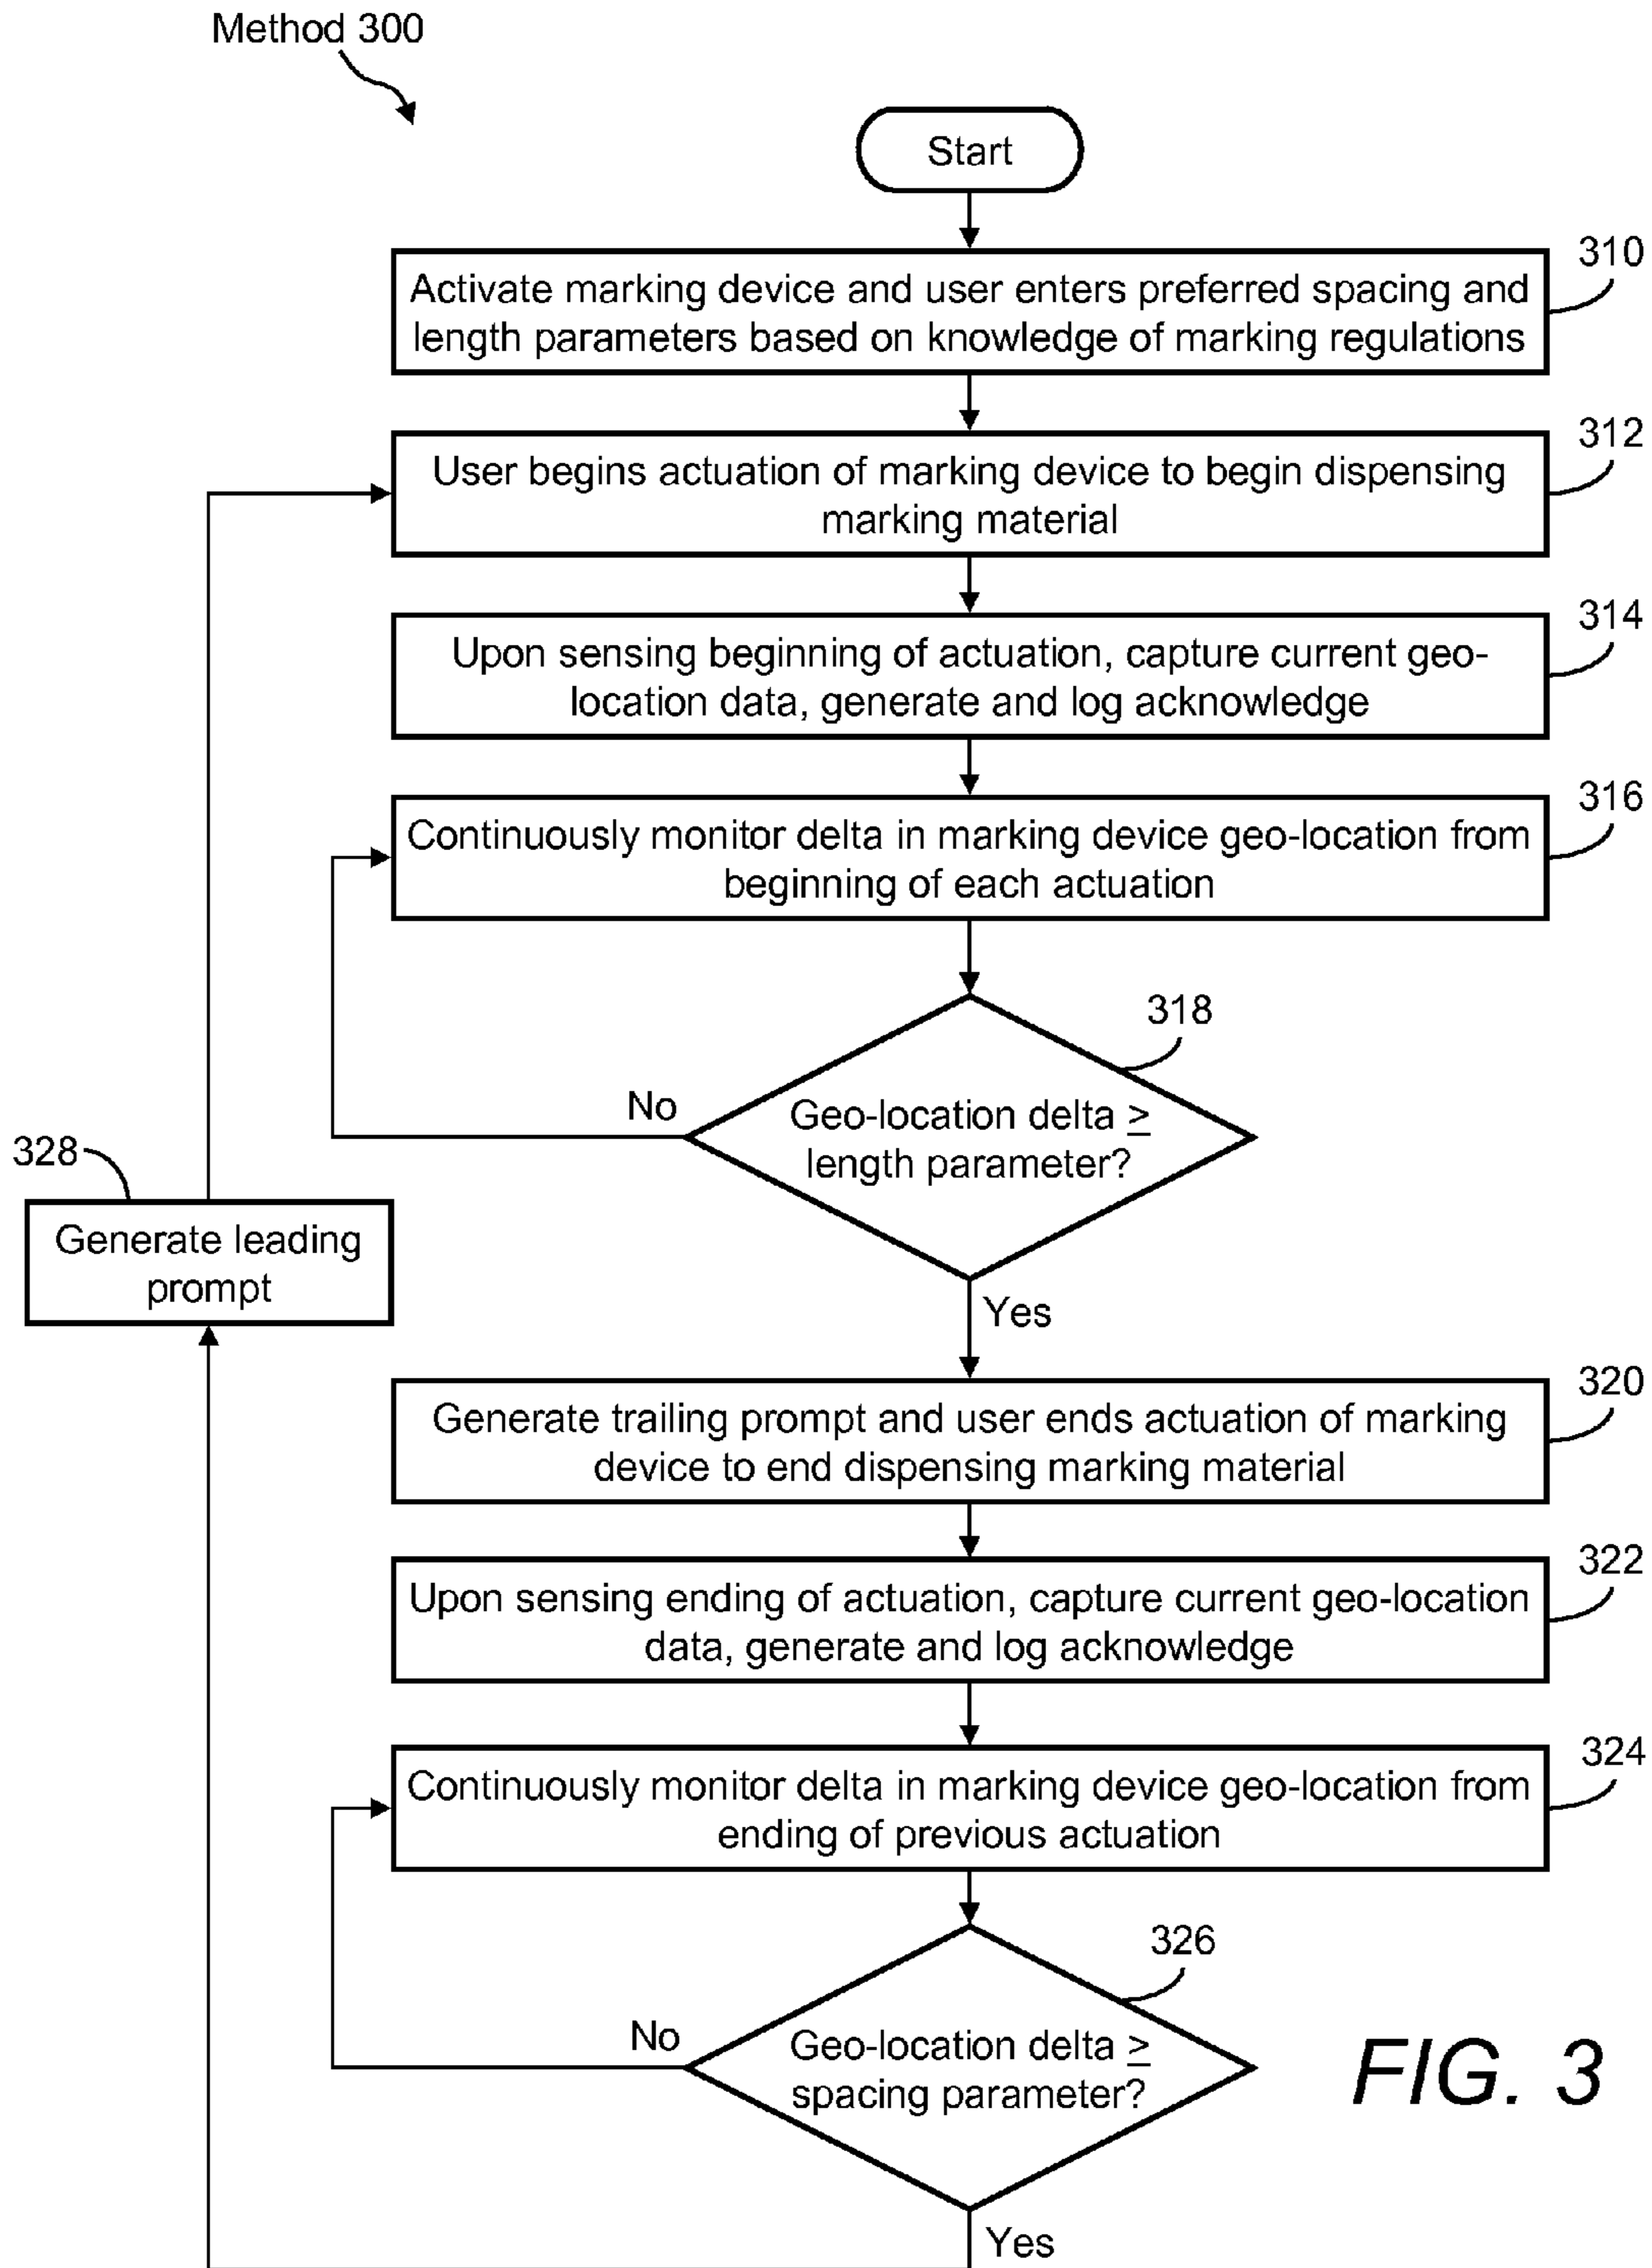 Method 300
Start
310
Activate marking device and user enters preferred spacing and
length parameters based on knowledge of marking regulations
312
User begins actuation of marking device to begin dispensing
marking material
314
Upon sensing beginning of actuation, capture current geo-
location data, generate and log acknowledge
316
Continuously monitor delta in marking device geo-location from
beginning of each actuation
318
No
Geo-location delta ≥
length parameter?
328
Generate leading
prompt
Yes
320
Generate trailing prompt and user ends actuation of marking
device to end dispensing marking material
322
Upon sensing ending of actuation, capture current geo-location
data, generate and log acknowledge
324
Continuously monitor delta in marking device geo-location from
ending of previous actuation
326
No
Geo-location delta ≥
spacing parameter?
FIG. 3
Yes